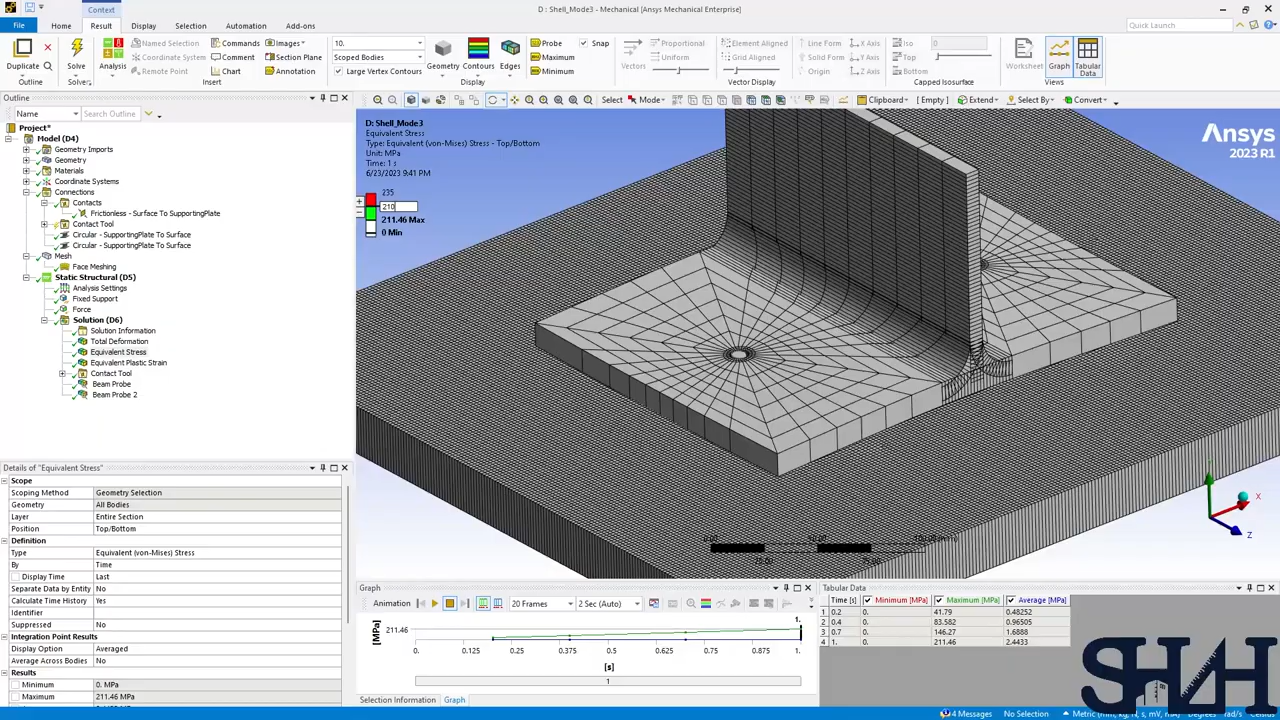 Context
D : Shell_Mode3 - Mechanical [Ansys Mechanical Enterprise]
File Home Result Display Selection Automation Add-ons
Quick Launch
Duplicate
Outline
Solve
Solver
Analysis
Named Selection
Coordinate System
Remote Point
Commands
Comment
Chart
Images
Section Plane
Annotation
Insert
10.
Scoped Bodies
Large Vertex Contours
Geometry
Contours
Edges
Display
Probe
Maximum
Minimum
Snap
Vectors
Proportional
Uniform
Element Aligned
Grid Aligned
Line Form
Solid Form
Origin
X Axis
Y Axis
Z Axis
Vector Display
Iso
Top
Bottom
0
Capped Isosurface
Worksheet
Graph
Tabular
Data
Views
Outline
Name
Search Outline
Select Mode
Clipboard [ Empty ] Extend Select By Convert
Project*
Model (D4)
Geometry Imports
Geometry
Materials
Coordinate Systems
Connections
Contacts
Frictionless - Surface To SupportingPlate
Contact Tool
Circular - SupportingPlate To Surface
Circular - SupportingPlate To Surface
Mesh
Face Meshing
Static Structural (D5)
Analysis Settings
Fixed Support
Force
Solution (D6)
Solution Information
Total Deformation
Equivalent Stress
Equivalent Plastic Strain
Contact Tool
Beam Probe
Beam Probe 2
D: Shell_Mode3
Equivalent Stress
Type: Equivalent (von-Mises) Stress - Top/Bottom
Unit: MPa
Time: 1 s
6/23/2023 9:41 PM
235
210
211.46 Max
0 Min
Ansys
2023 R1
X
Z
Details of "Equivalent Stress"
Scope
Scoping Method Geometry Selection
Geometry All Bodies
Layer Entire Section
Position Top/Bottom
Definition
Type Equivalent (von-Mises) Stress
By Time
Display Time Last
Separate Data by Entity No
Calculate Time History Yes
Identifier
Suppressed No
Integration Point Results
Display Option Averaged
Average Across Bodies No
Results
Minimum 0. MPa
Maximum 211.46 MPa
Graph
Animation 20 Frames 2 Sec (Auto)
1.
[MPa]
211.46
0. 0.125 0.25 0.375 0.5 0.625 0.75 0.875 1.
[s]
1
Selection Information Graph
Tabular Data
Time [s] Minimum [MPa] Maximum [MPa] Average [MPa]
1 0.2 0. 41.79 0.48252
2 0.4 0. 83.582 0.96505
3 0.7 0. 146.27 1.6888
4 1. 0. 211.46 2.4433
4 Messages No Selection